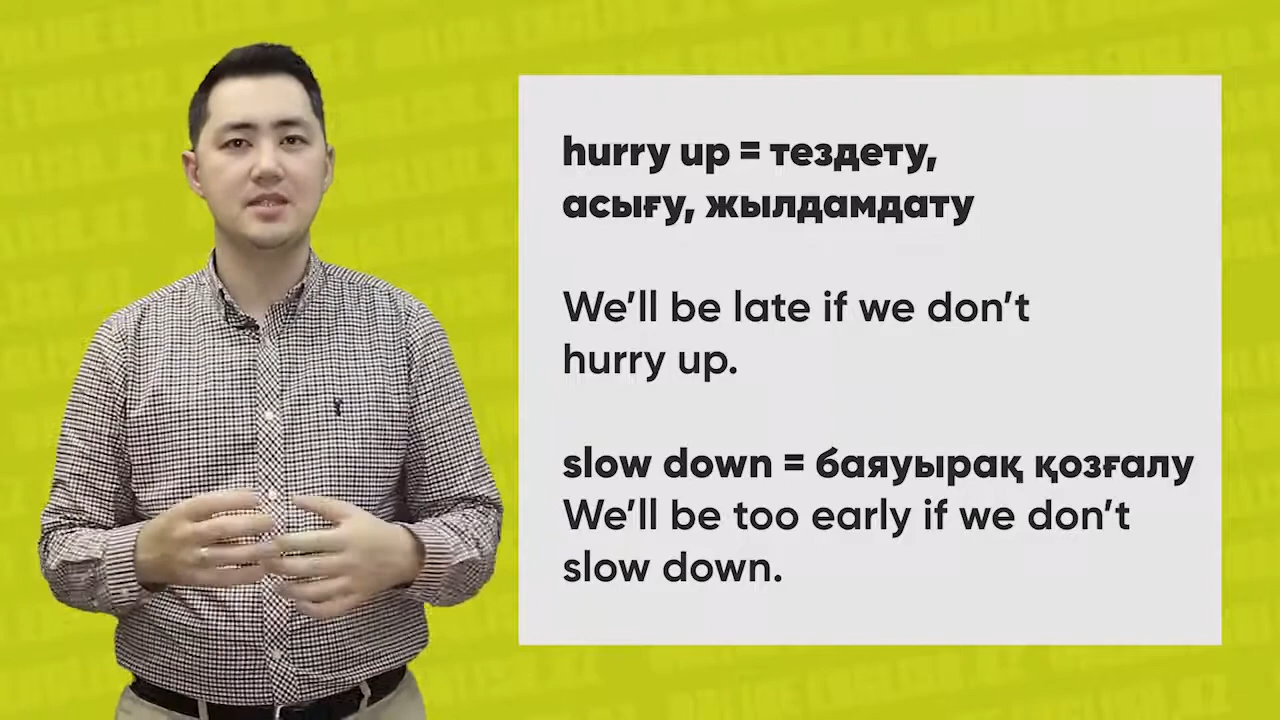 hurry up = тездету,
асығу, жылдамдату
We’ll be late if we don’t
hurry up.
slow down = баяуырақ қозғалу
We’ll be too early if we don’t
slow down.